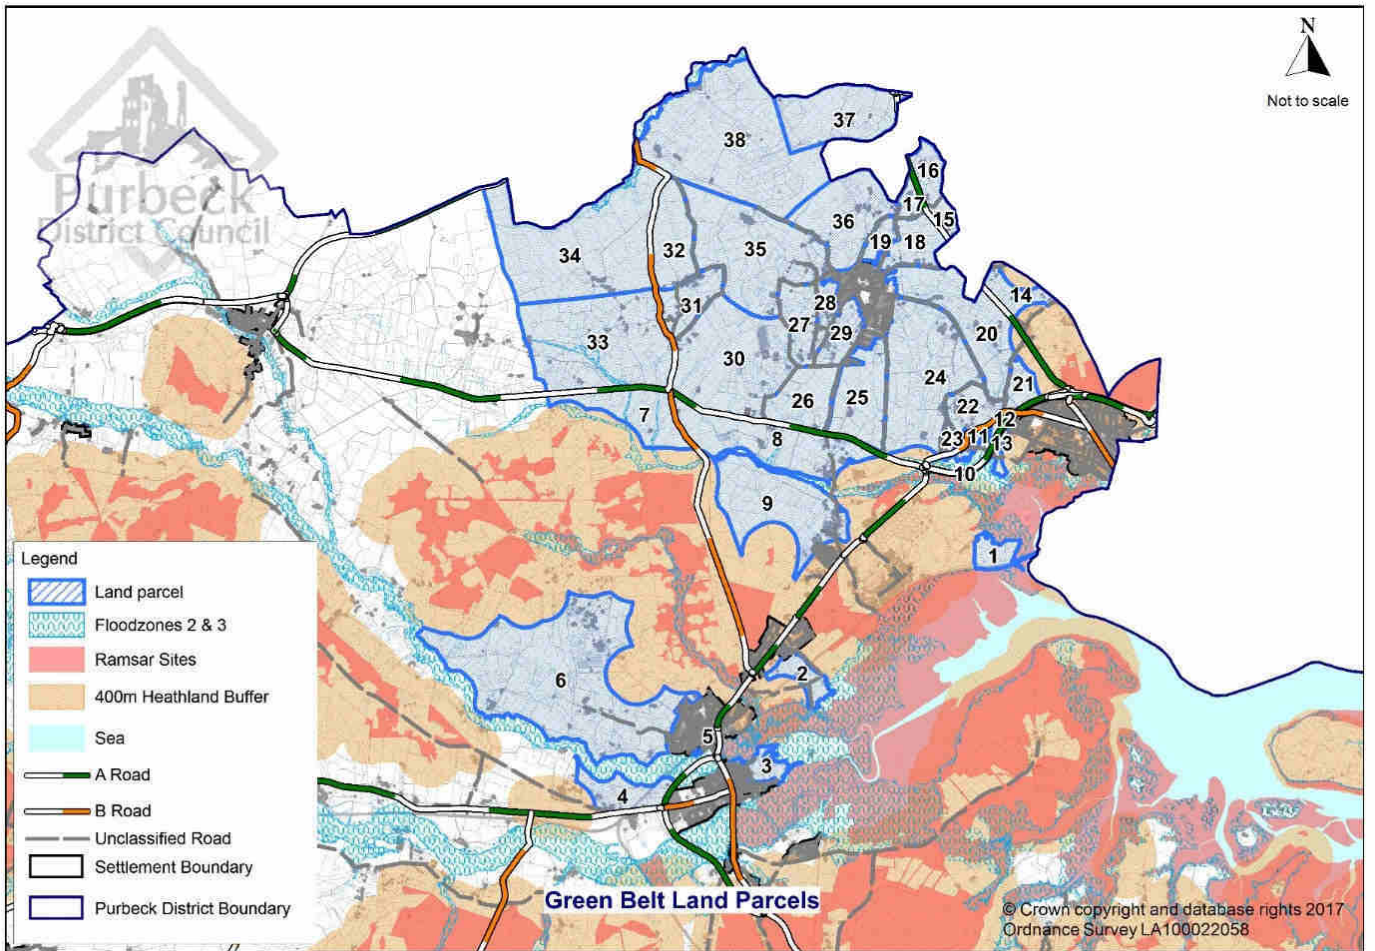 N
Not to scale
Purbeck
District Council
38
37
16
17
15
36
19
18
34
32
35
14
31
28
27
29
20
33
30
24
21
26
25
22
7
8
23
11
12
13
10
9
1
6
2
5
3
4
Legend
Land parcel
Floodzones 2 & 3
Ramsar Sites
400m Heathland Buffer
Sea
A Road
B Road
Unclassified Road
Settlement Boundary
Purbeck District Boundary
Green Belt Land Parcels
© Crown copyright and database rights 2017
Ordnance Survey LA100022058